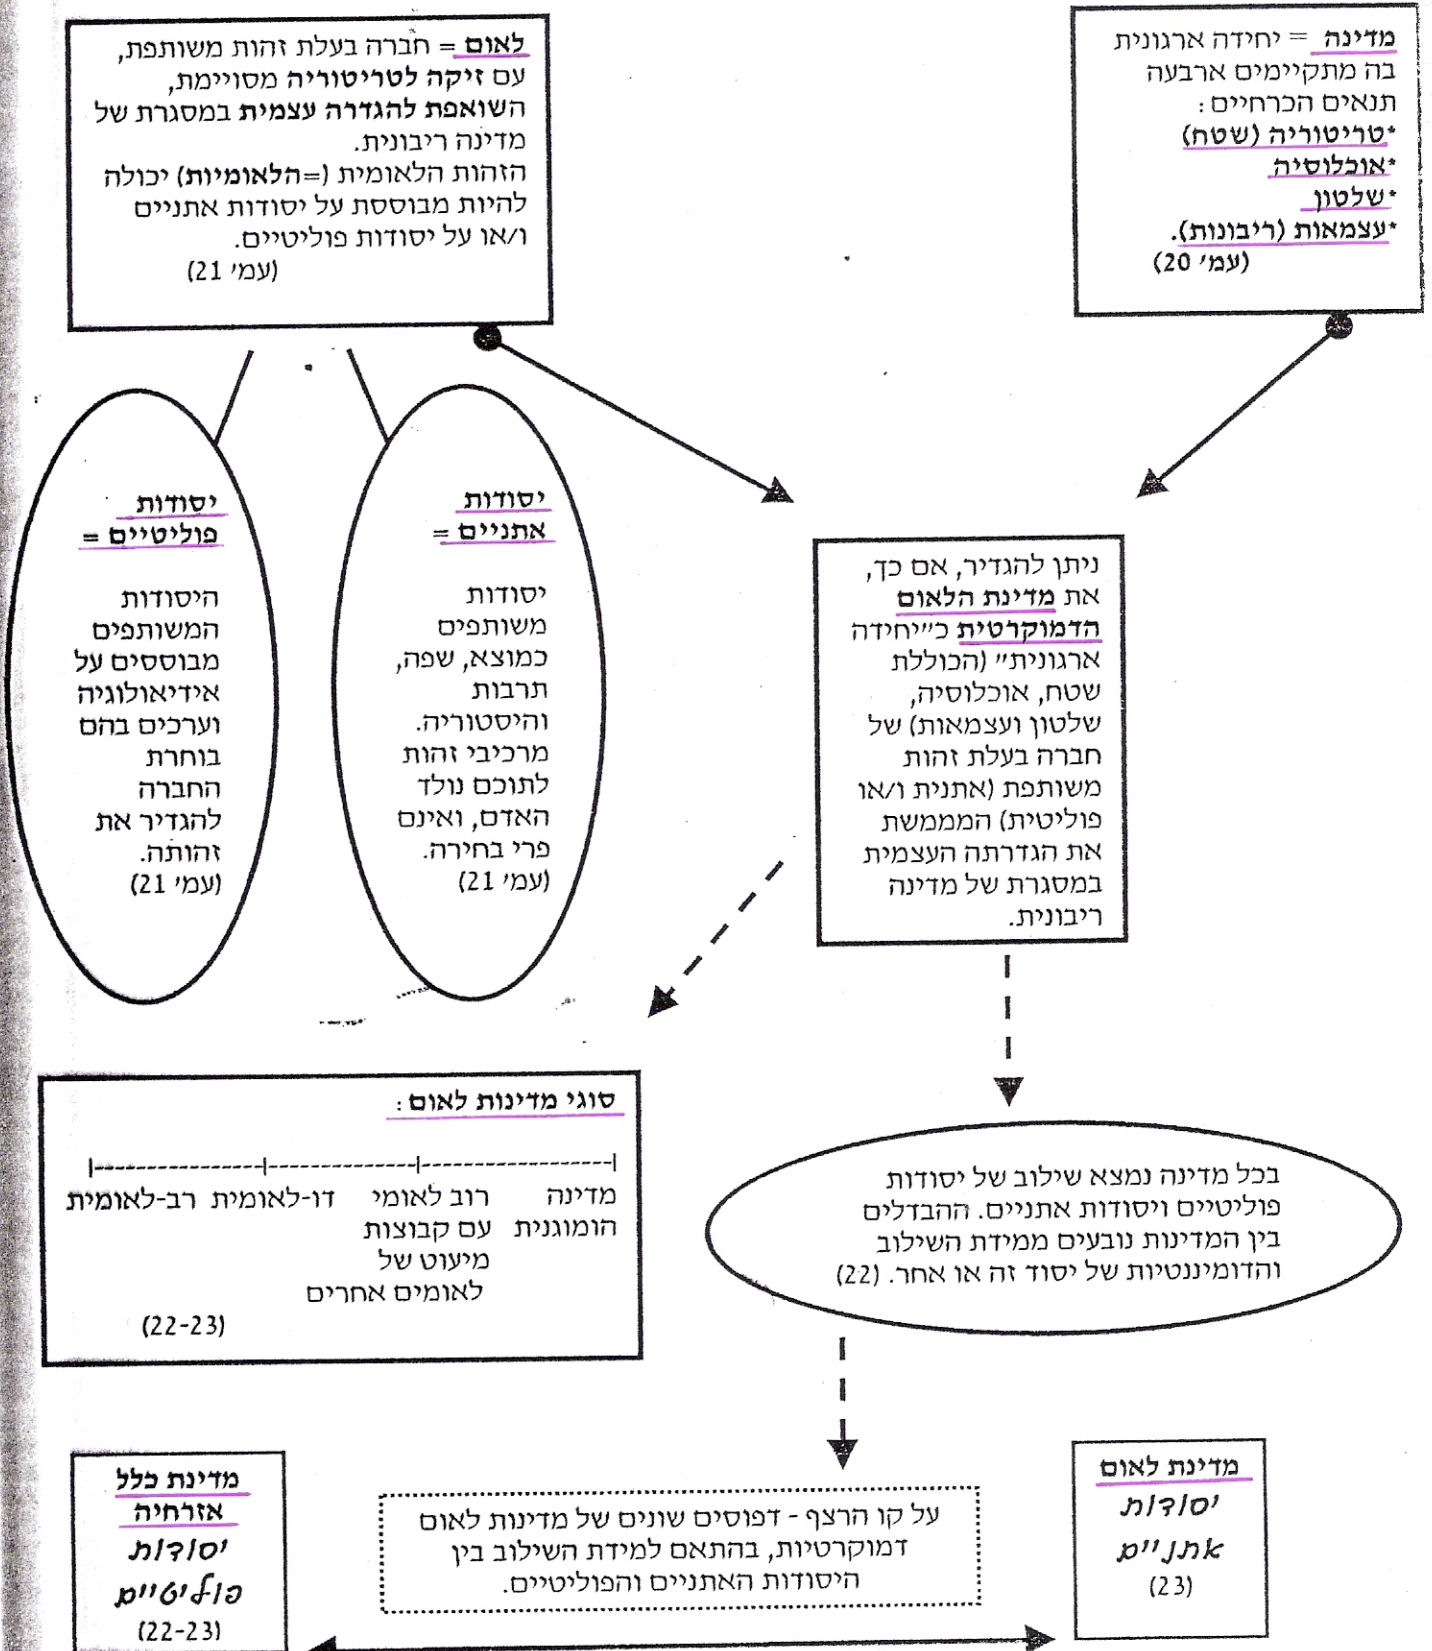 מדינה = יחידה ארגונית
בה מתקיימים ארבעה
תנאים הכרחיים:
*טריטוריה (שטח)
*אוכלוסיה
*שלטון
*עצמאות (ריבונות).
(עמ' 20)
לאום = חברה בעלת זהות משותפת,
עם זיקה לטריטוריה מסויימת,
השואפת להגדרה עצמית במסגרת של
מדינה ריבונית.
הזהות הלאומית (=הלאומיות) יכולה
להיות מבוססת על יסודות אתניים
ו/או על יסודות פוליטיים.
(עמ' 21)
יסודות
אתניים =
יסודות
משותפים
כמוצא, שפה,
תרבות
והיסטוריה.
מרכיבי זהות
לתוכם נולד
האדם, ואינם
פרי בחירה.
(עמ' 21)
יסודות
פוליטיים =
היסודות
המשותפים
מבוססים על
אידיאולוגיה
וערכים בהם
בוחרת
החברה
להגדיר את
זהותה.
(עמ' 21)
ניתן להגדיר, אם כך,
את מדינת הלאום
הדמוקרטית כ"יחידה
ארגונית" (הכוללת
שטח, אוכלוסיה,
שלטון ועצמאות) של
חברה בעלת זהות
משותפת (אתנית ו/או
פוליטית) המממשת
את הגדרתה העצמית
במסגרת של מדינה
ריבונית.
בכל מדינה נמצא שילוב של יסודות
פוליטיים ויסודות אתניים. ההבדלים
בין המדינות נובעים ממידת השילוב
והדומיננטיות של יסוד זה או אחר. (22)
סוגי מדינות לאום:
מדינה רוב לאומי דו-לאומית רב-לאומית
הומוגנית עם קבוצות
מיעוט של
לאומים אחרים
(22-23)
מדינת לאום
יסודות
אתניים
(23)
על קו הרצף - דפוסים שונים של מדינות לאום
דמוקרטיות, בהתאם למידת השילוב בין
היסודות האתניים והפוליטיים.
מדינת כלל
אזרחיה
יסודות
פוליטיים
(22-23)